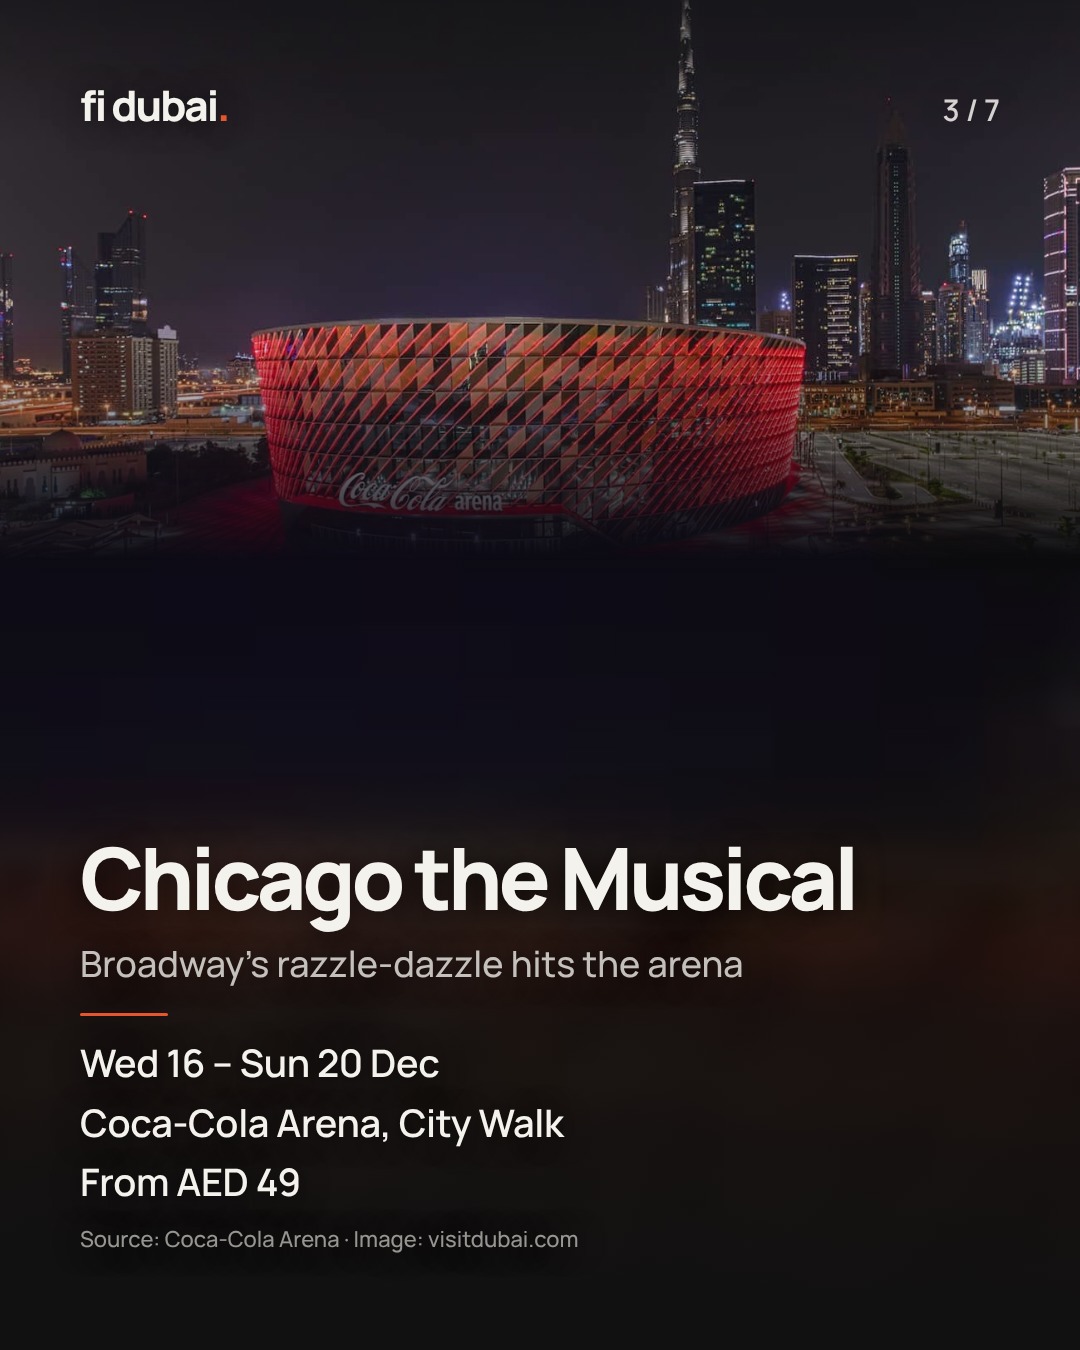 fi dubai.
3 / 7
Coca-Cola arena
Chicago the Musical
Broadway's razzle-dazzle hits the arena
Wed 16 – Sun 20 Dec
Coca-Cola Arena, City Walk
From AED 49
Source: Coca-Cola Arena · Image: visitdubai.com